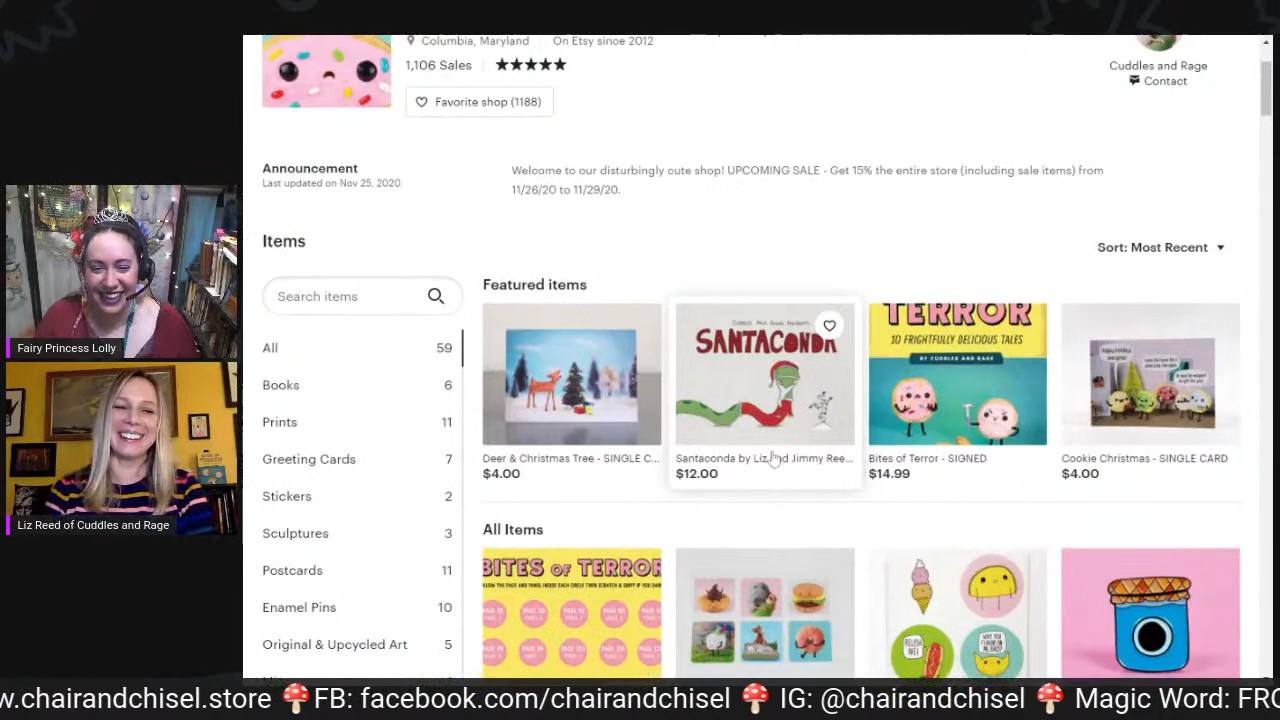 Columbia, Maryland
On Etsy since 2012
1,106 Sales
Favorite shop (1188)
Cuddles and Rage
Contact
Announcement
Last updated on Nov 25, 2020
Welcome to our disturbingly cute shop! UPCOMING SALE - Get 15% the entire store (including sale items) from
11/26/20 to 11/29/20.
Items
Sort: Most Recent
Search items
All 59
Books 6
Prints 11
Greeting Cards 7
Stickers 2
Sculptures 3
Postcards 11
Enamel Pins 10
Original & Upcycled Art 5
Featured items
Deer & Christmas Tree - SINGLE C...
$4.00
SANTACONDA
Santaconda by Liz and Jimmy Ree...
$12.00
TERROR
10 FRIGHTFULLY DELICIOUS TALES
BY CUDDLES AND RAGE
Bites of Terror - SIGNED
$14.99
Cookie Christmas - SINGLE CARD
$4.00
All Items
BITES OF TERROR
RELISH
ME!
Fairy Princess Lolly
Liz Reed of Cuddles and Rage
w.chairandchisel.store 🍄 FB: facebook.com/chairandchisel 🍄 IG: @chairandchisel 🍄 Magic Word: FRO